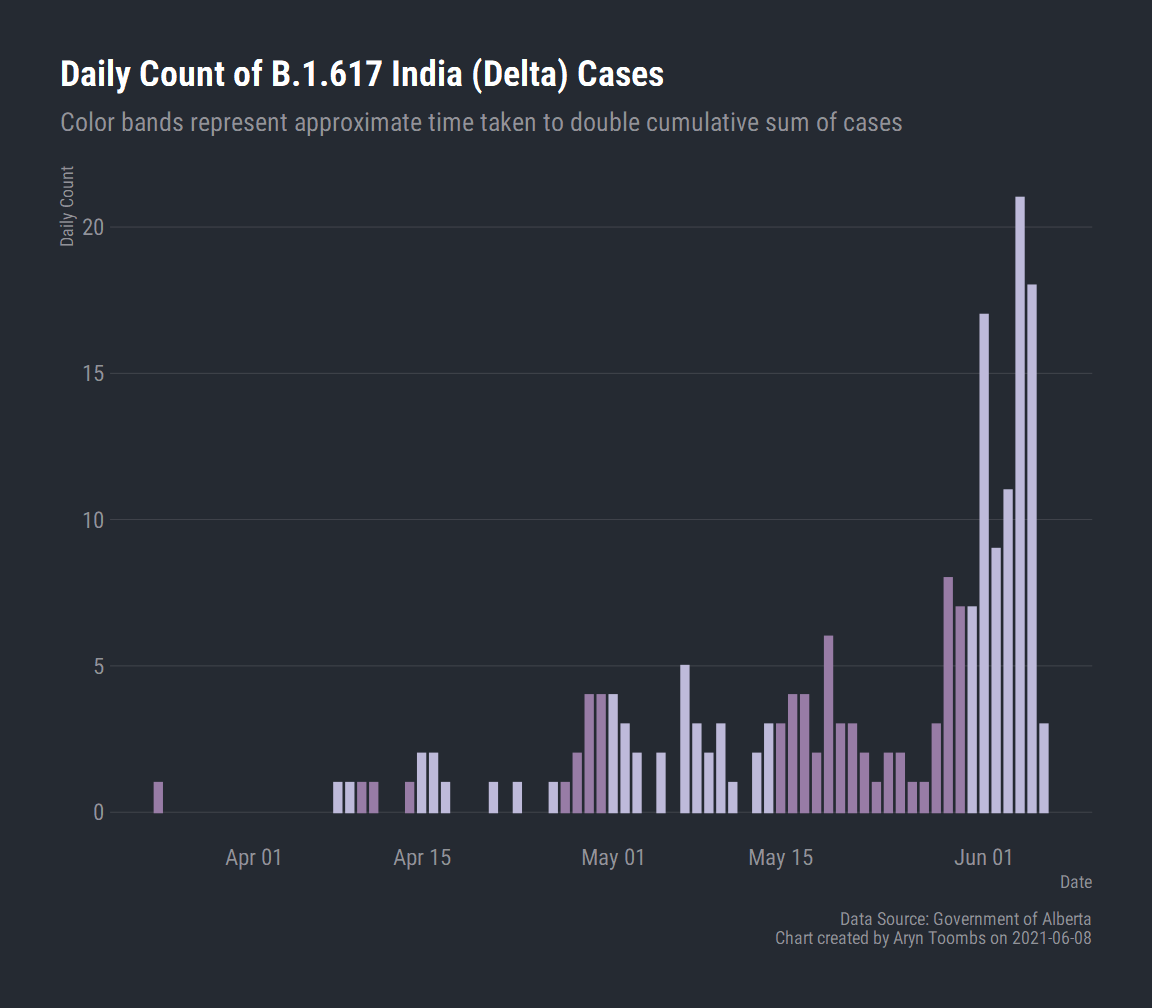 Daily Count of B.1.617 India (Delta) Cases
Color bands represent approximate time taken to double cumulative sum of cases
Daily Count
20
15
10
5
0
Apr 01
Apr 15
May 01
May 15
Jun 01
Date
Data Source: Government of Alberta
Chart created by Aryn Toombs on 2021-06-08